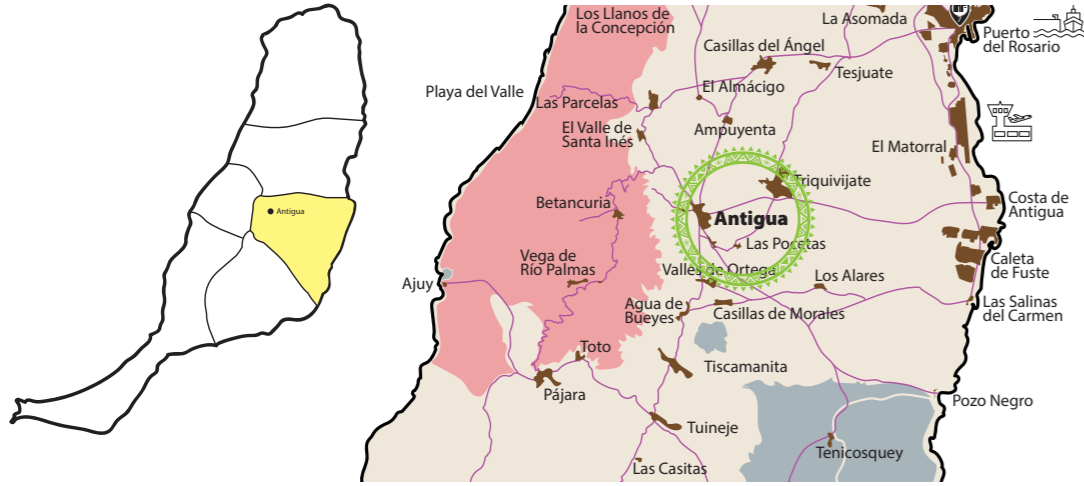 Antigua
Los Llanos de
la Concepción
La Asomada
Puerto
del Rosario
Casillas del Ángel
Tesjuate
Playa del Valle
Las Parcelas
El Almácigo
El Valle de
Santa Inés
Ampuyenta
El Matorral
Triquivijate
Betancuria
Costa de
Antigua
Antigua
Las Pocetas
Vega de
Río Palmas
Valles de Ortega
Caleta
de Fuste
Ajuy
Los Alares
Agua de
Bueyes
Casillas de Morales
Las Salinas
del Carmen
Toto
Tiscamanita
Pájara
Pozo Negro
Tuineje
Tenicosquey
Las Casitas